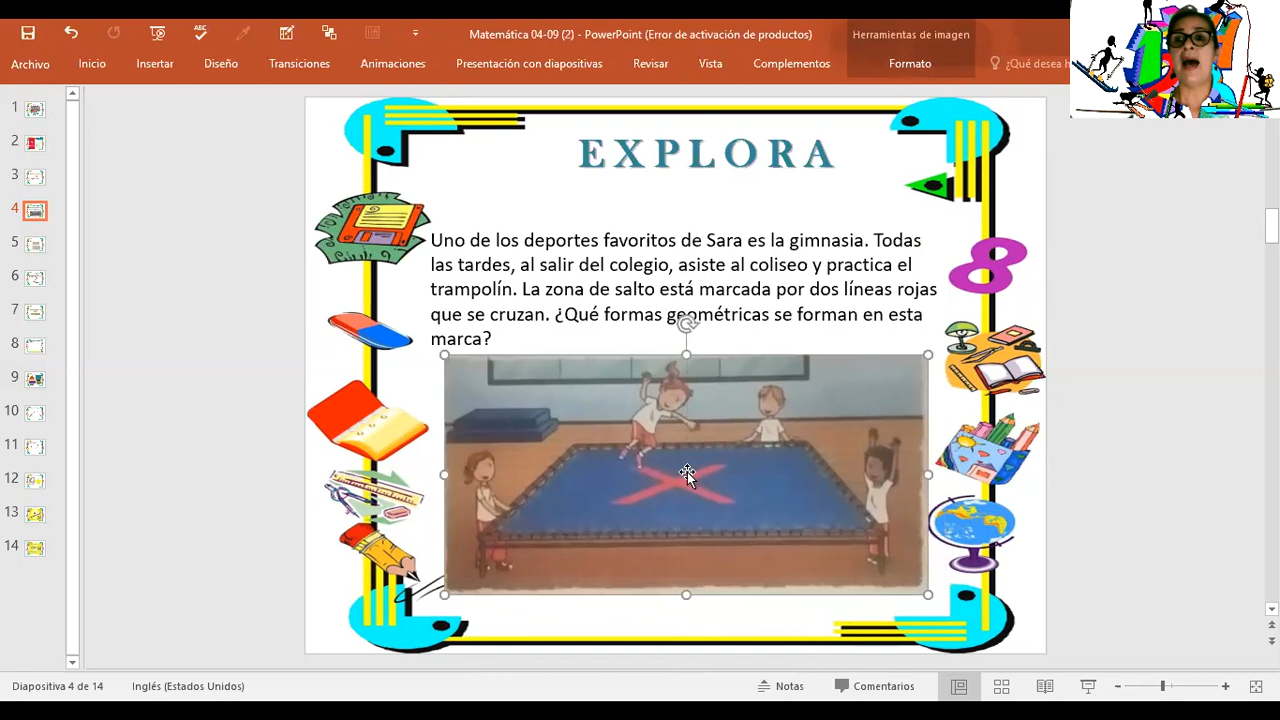 Matemática 04-09 (2) - PowerPoint (Error de activación de productos)
Herramientas de imagen
Archivo
Inicio
Insertar
Diseño
Transiciones
Animaciones
Presentación con diapositivas
Revisar
Vista
Complementos
Formato
¿Qué desea h
ABC
1
2
3
4
5
6
7
8
9
10
11
12
13
14
EXPLORA
Uno de los deportes favoritos de Sara es la gimnasia. Todas
las tardes, al salir del colegio, asiste al coliseo y practica el
trampolín. La zona de salto está marcada por dos líneas rojas
que se cruzan. ¿Qué formas geométricas se forman en esta
marca?
8
Diapositiva 4 de 14
Inglés (Estados Unidos)
Notas
Comentarios